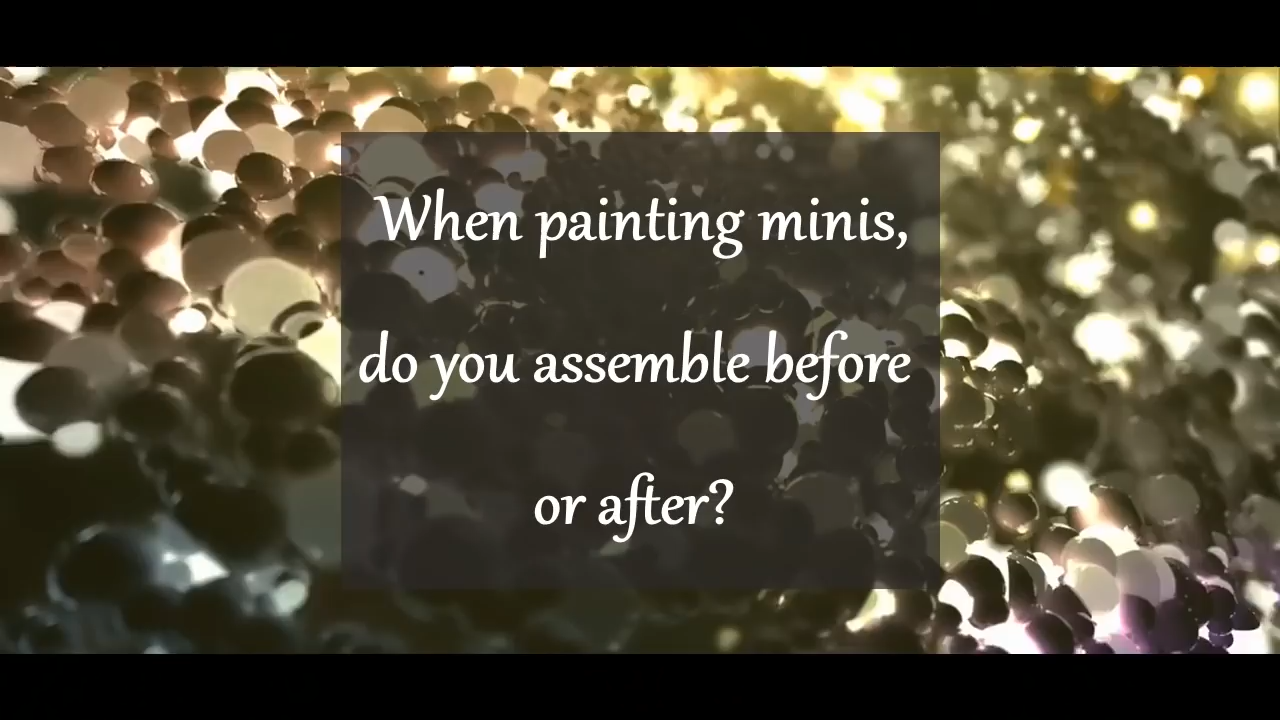 When painting minis,
do you assemble before
or after?